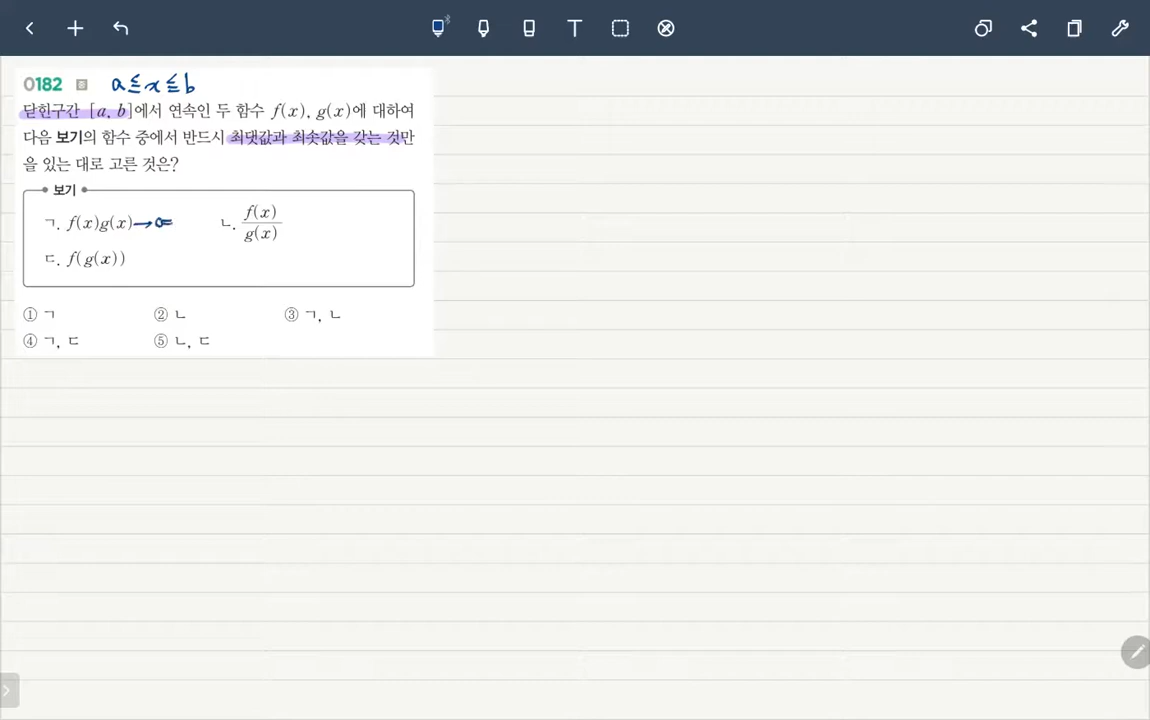 0182 a≦x≦b
닫힌구간 [a, b]에서 연속인 두 함수 f(x), g(x)에 대하여
다음 보기의 함수 중에서 반드시 최댓값과 최솟값을 갖는 것만
을 있는 대로 고른 것은?
보기
ㄱ. f(x)g(x)→ ㄴ. f(x)/g(x)
ㄷ. f(g(x))
① ㄱ ② ㄴ ③ ㄱ, ㄴ
④ ㄱ, ㄷ ⑤ ㄴ, ㄷ